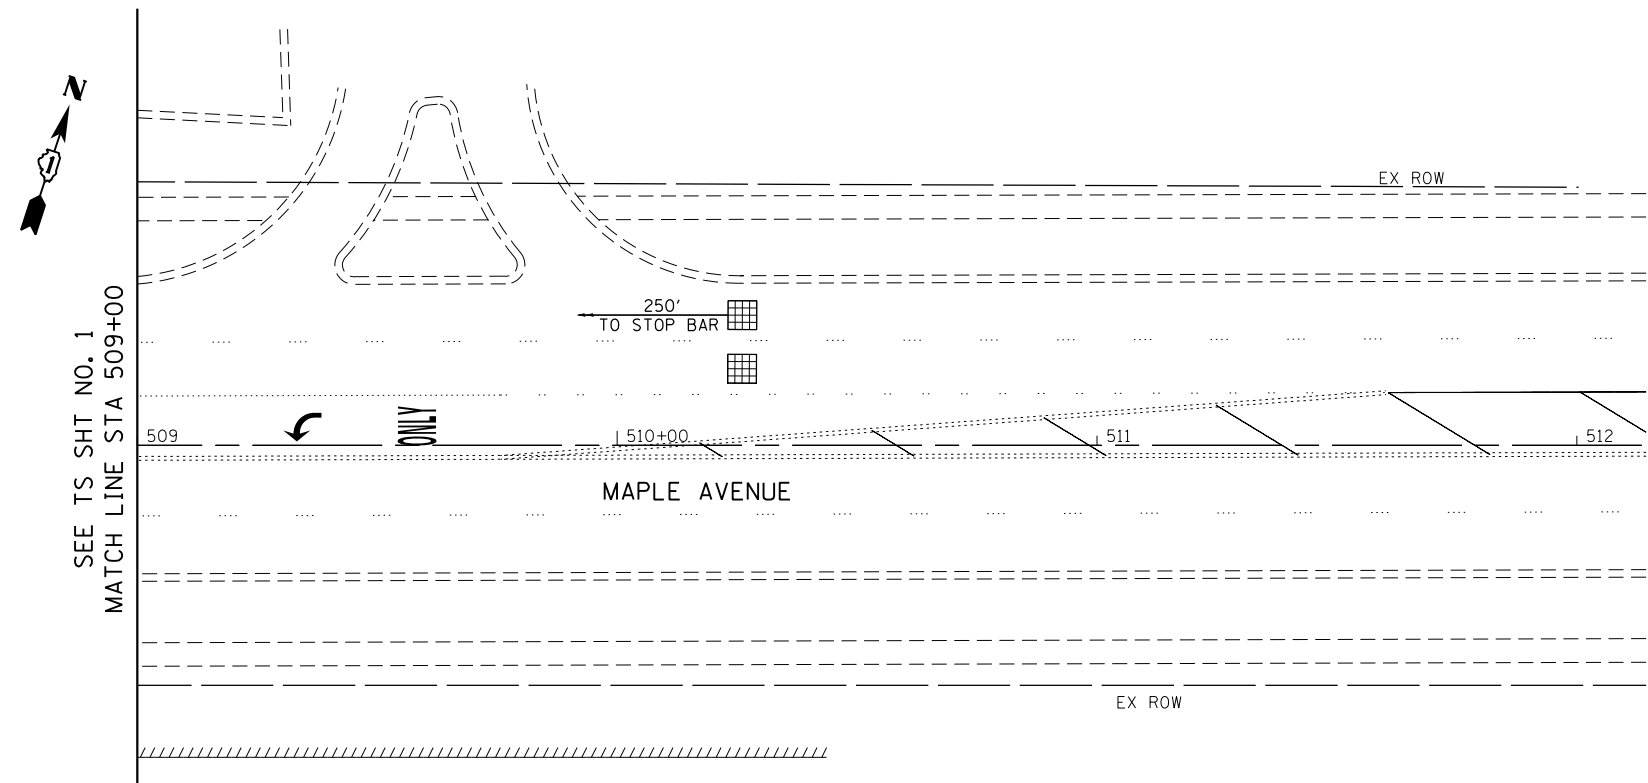 N
1
EX ROW
250'
TO STOP BAR
SEE TS SHT NO. 1
MATCH LINE STA 509+00
ONLY
509
510+00
511
512
MAPLE AVENUE
EX ROW